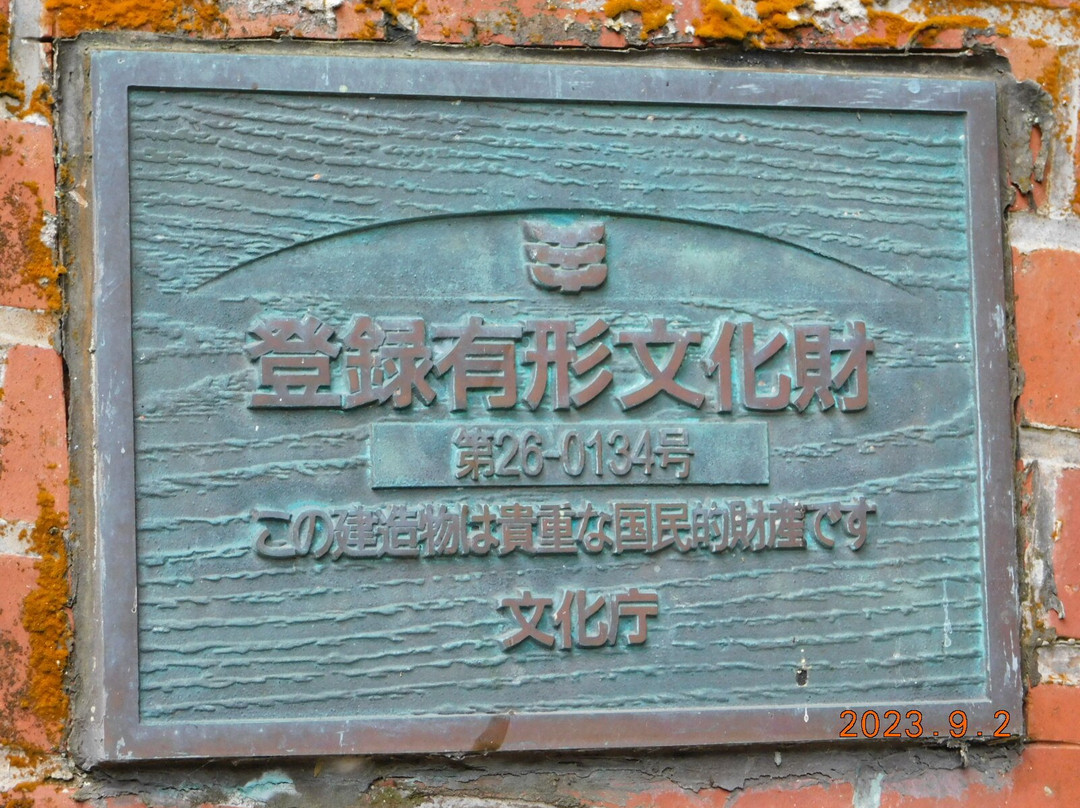 登録有形文化財
第26-0134号
この建造物は貴重な国民的財産です
文化庁
2023.9.2